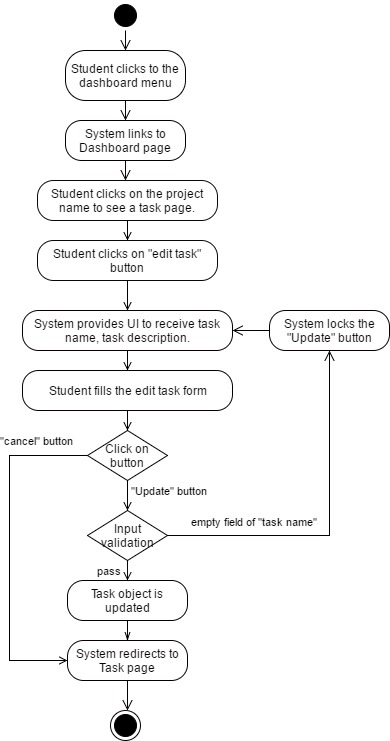 Student clicks to the
dashboard menu
System links to
Dashboard page
Student clicks on the project
name to see a task page.
Student clicks on "edit task"
button
System provides UI to receive task
name, task description.
System locks the
"Update" button
Student fills the edit task form
"cancel" button
Click on
button
"Update" button
Input
validation
empty field of "task name"
pass
Task object is
updated
System redirects to
Task page